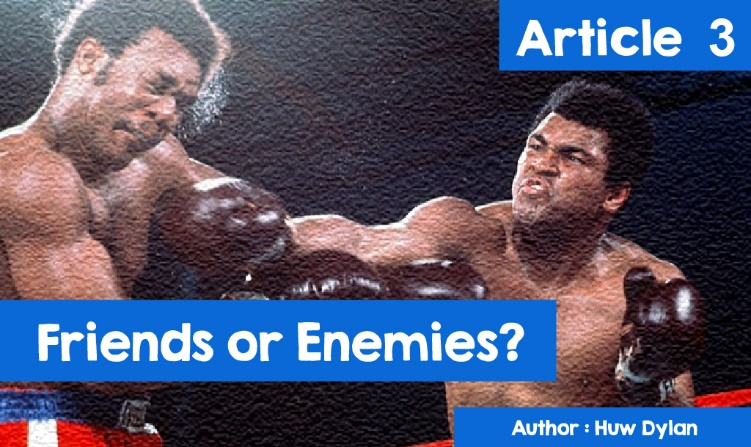 Article 3
Friends or Enemies?
Author : Huw Dylan